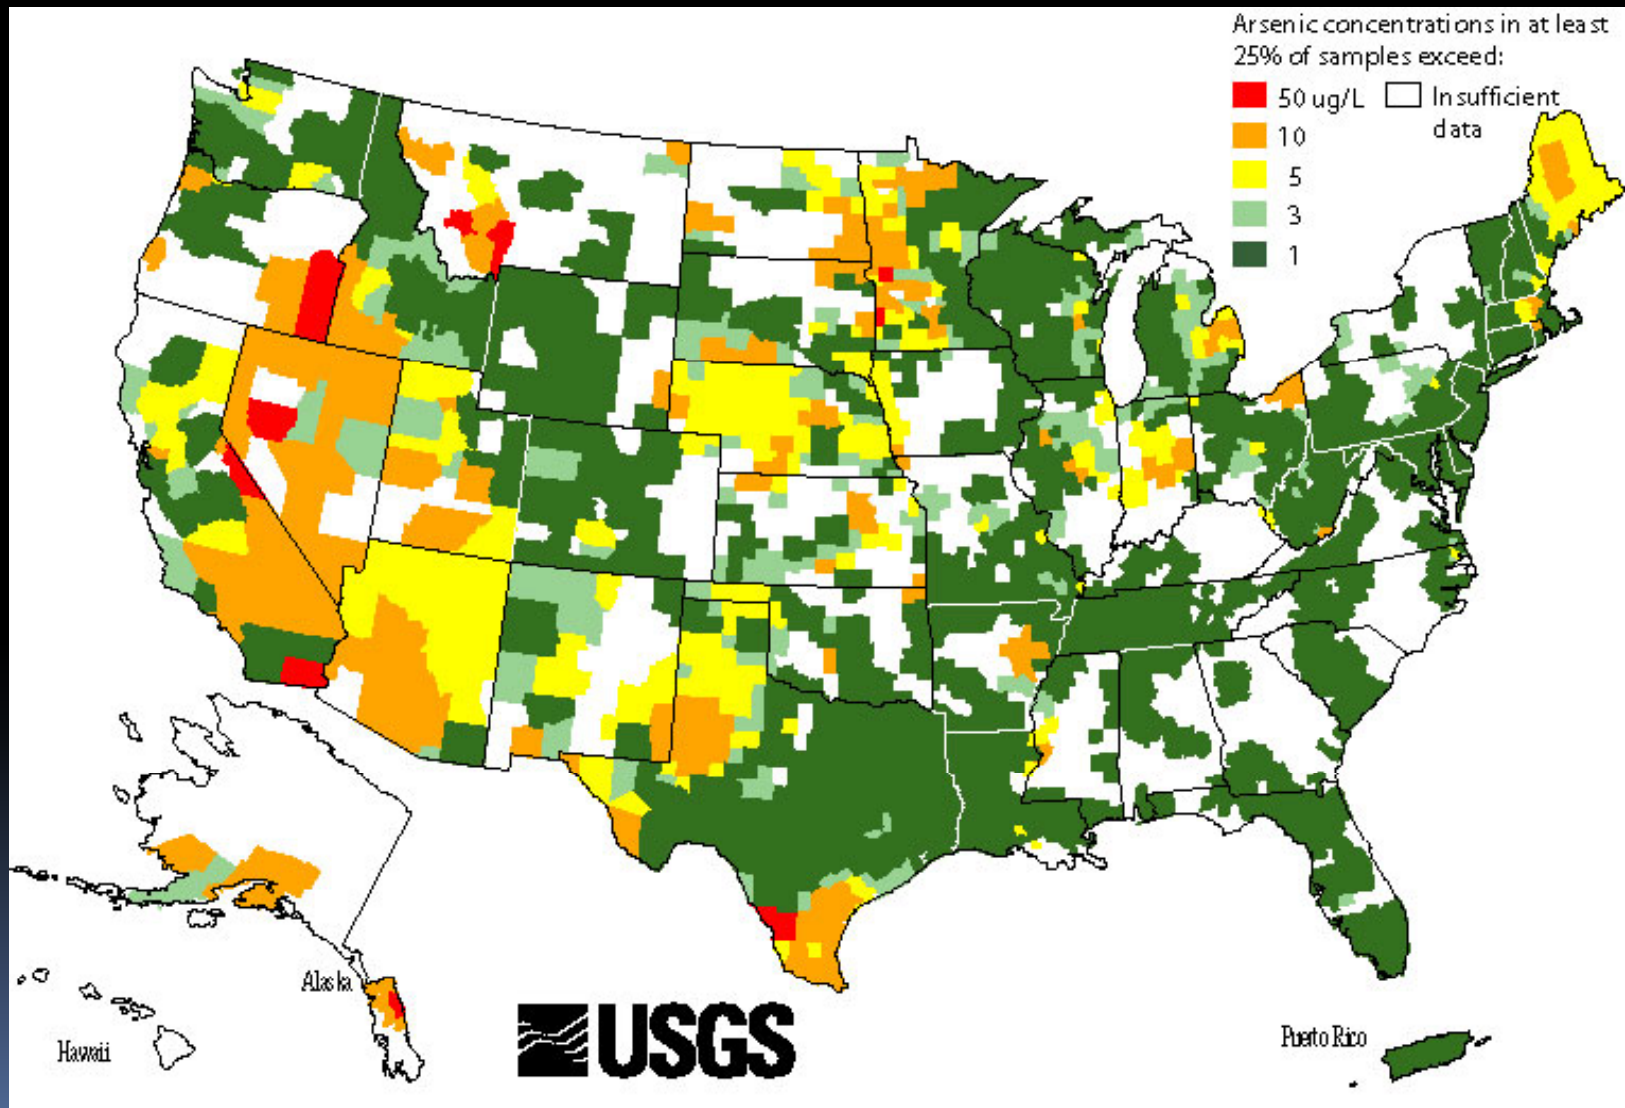 Arsenic concentrations in at least
25% of samples exceed:
50 ug/L Insufficient
data
10
5
3
1
Alaska
Hawaii
USGS
Puerto Rico